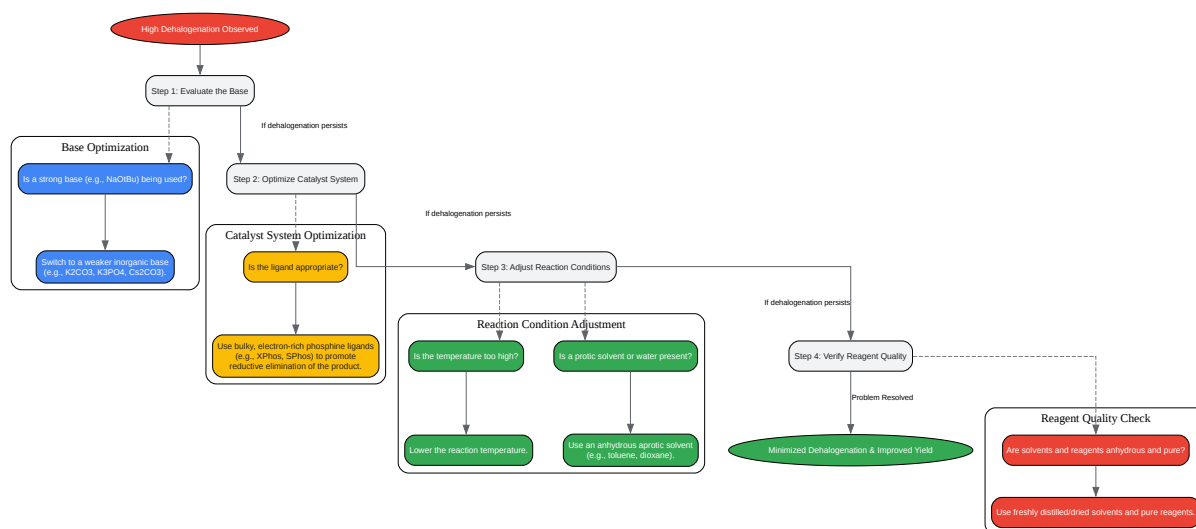 High Dehalogenation Observed
Step 1: Evaluate the Base
If dehalogenation persists
Base Optimization
Is a strong base (e.g., NaOtBu) being used?
Switch to a weaker inorganic base
(e.g., K2CO3, K3PO4, Cs2CO3).
Step 2: Optimize Catalyst System
If dehalogenation persists
Catalyst System Optimization
Is the ligand appropriate?
Use bulky, electron-rich phosphine ligands
(e.g., XPhos, SPhos) to promote
reductive elimination of the product.
Step 3: Adjust Reaction Conditions
If dehalogenation persists
Reaction Condition Adjustment
Is the temperature too high?
Lower the reaction temperature.
Is a protic solvent or water present?
Use an anhydrous aprotic solvent
(e.g., toluene, dioxane).
Step 4: Verify Reagent Quality
Problem Resolved
Minimized Dehalogenation & Improved Yield
Reagent Quality Check
Are solvents and reagents anhydrous and pure?
Use freshly distilled/dried solvents and pure reagents.